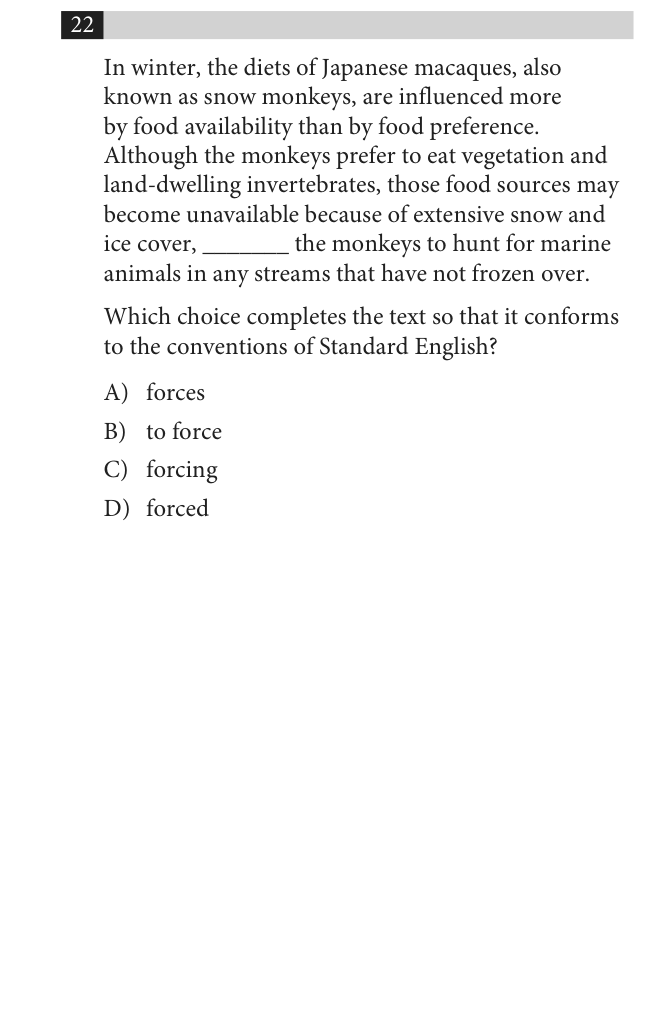 22
In winter, the diets of Japanese macaques, also
known as snow monkeys, are influenced more
by food availability than by food preference.
Although the monkeys prefer to eat vegetation and
land-dwelling invertebrates, those food sources may
become unavailable because of extensive snow and
ice cover, _______ the monkeys to hunt for marine
animals in any streams that have not frozen over.
Which choice completes the text so that it conforms
to the conventions of Standard English?
A) forces
B) to force
C) forcing
D) forced